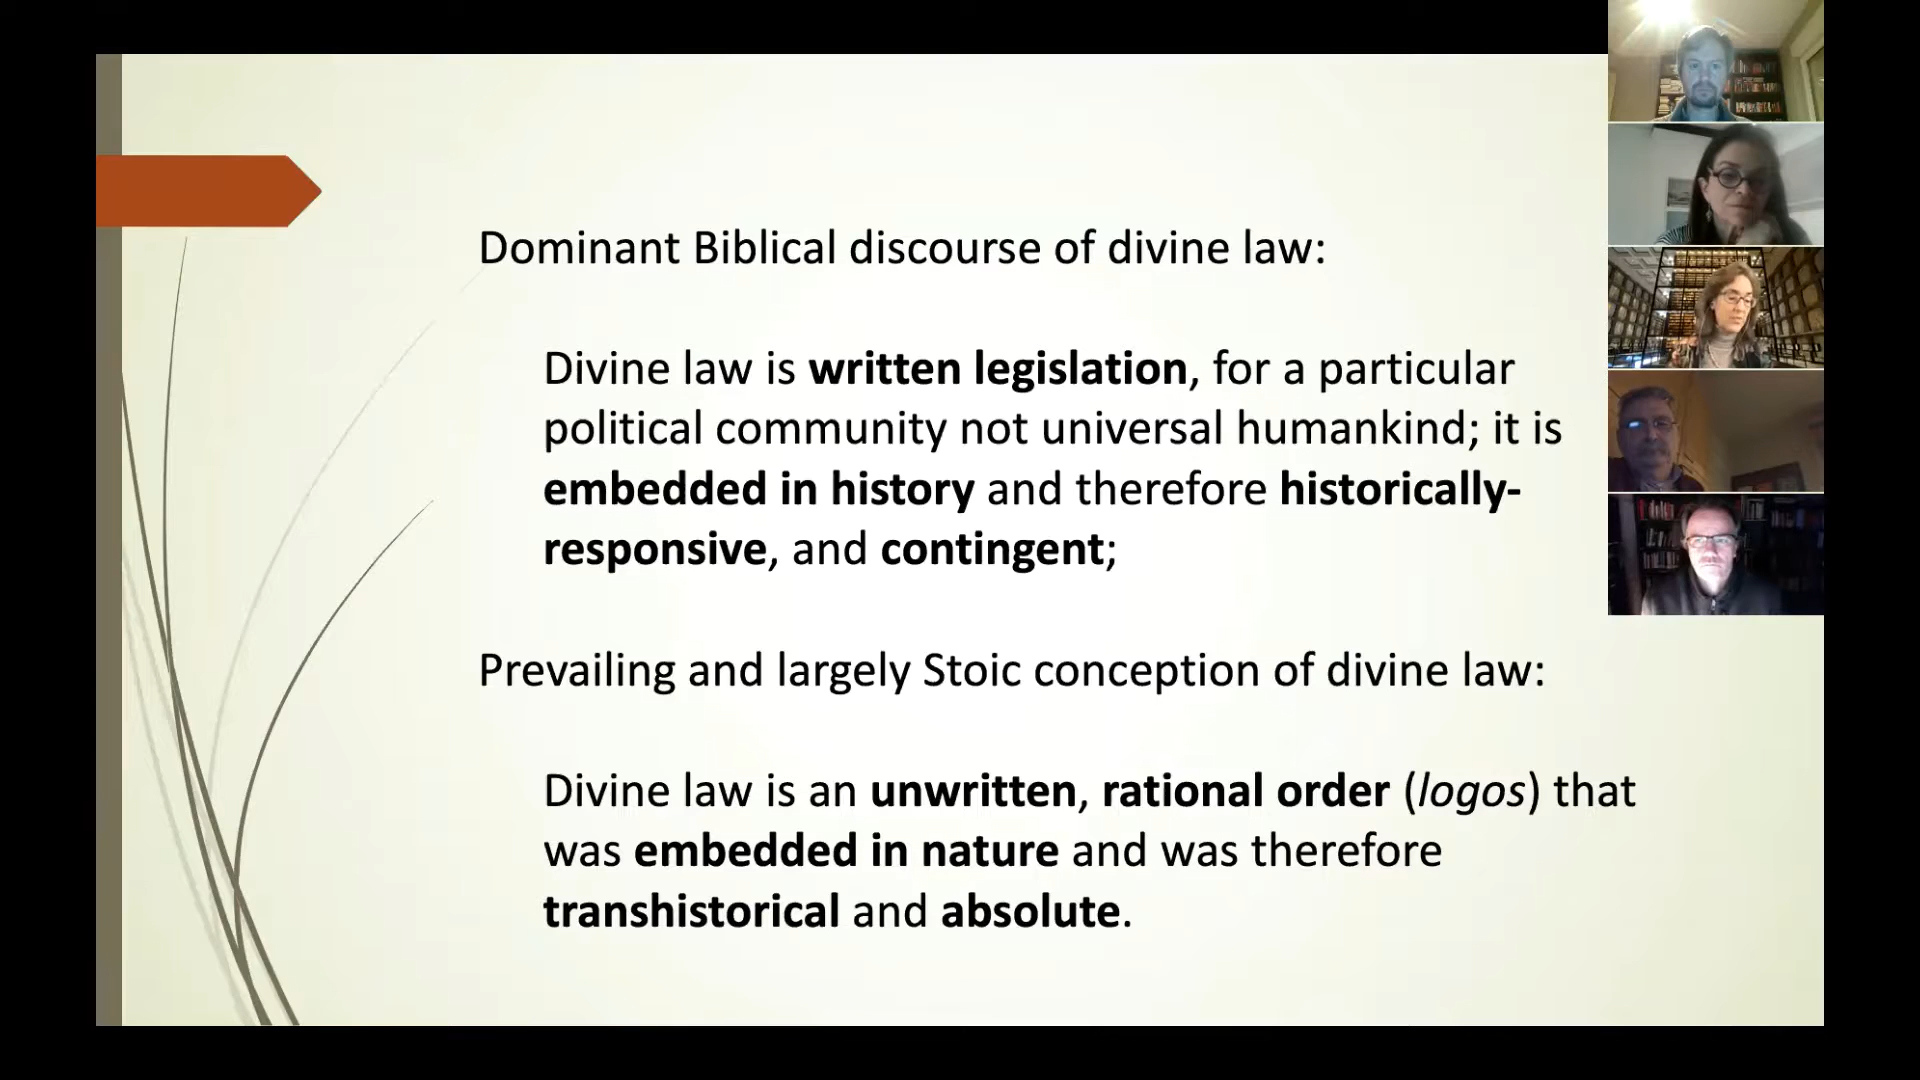 Dominant Biblical discourse of divine law:
Divine law is written legislation, for a particular
political community not universal humankind; it is
embedded in history and therefore historically-
responsive, and contingent;
Prevailing and largely Stoic conception of divine law:
Divine law is an unwritten, rational order (logos) that
was embedded in nature and was therefore
transhistorical and absolute.